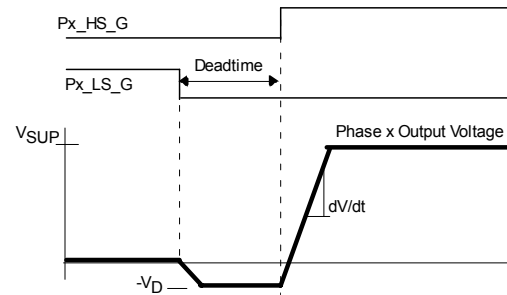 Px_HS_G
Deadtime
Px_LS_G
VSUP
Phase x Output Voltage
dV/dt
-VD